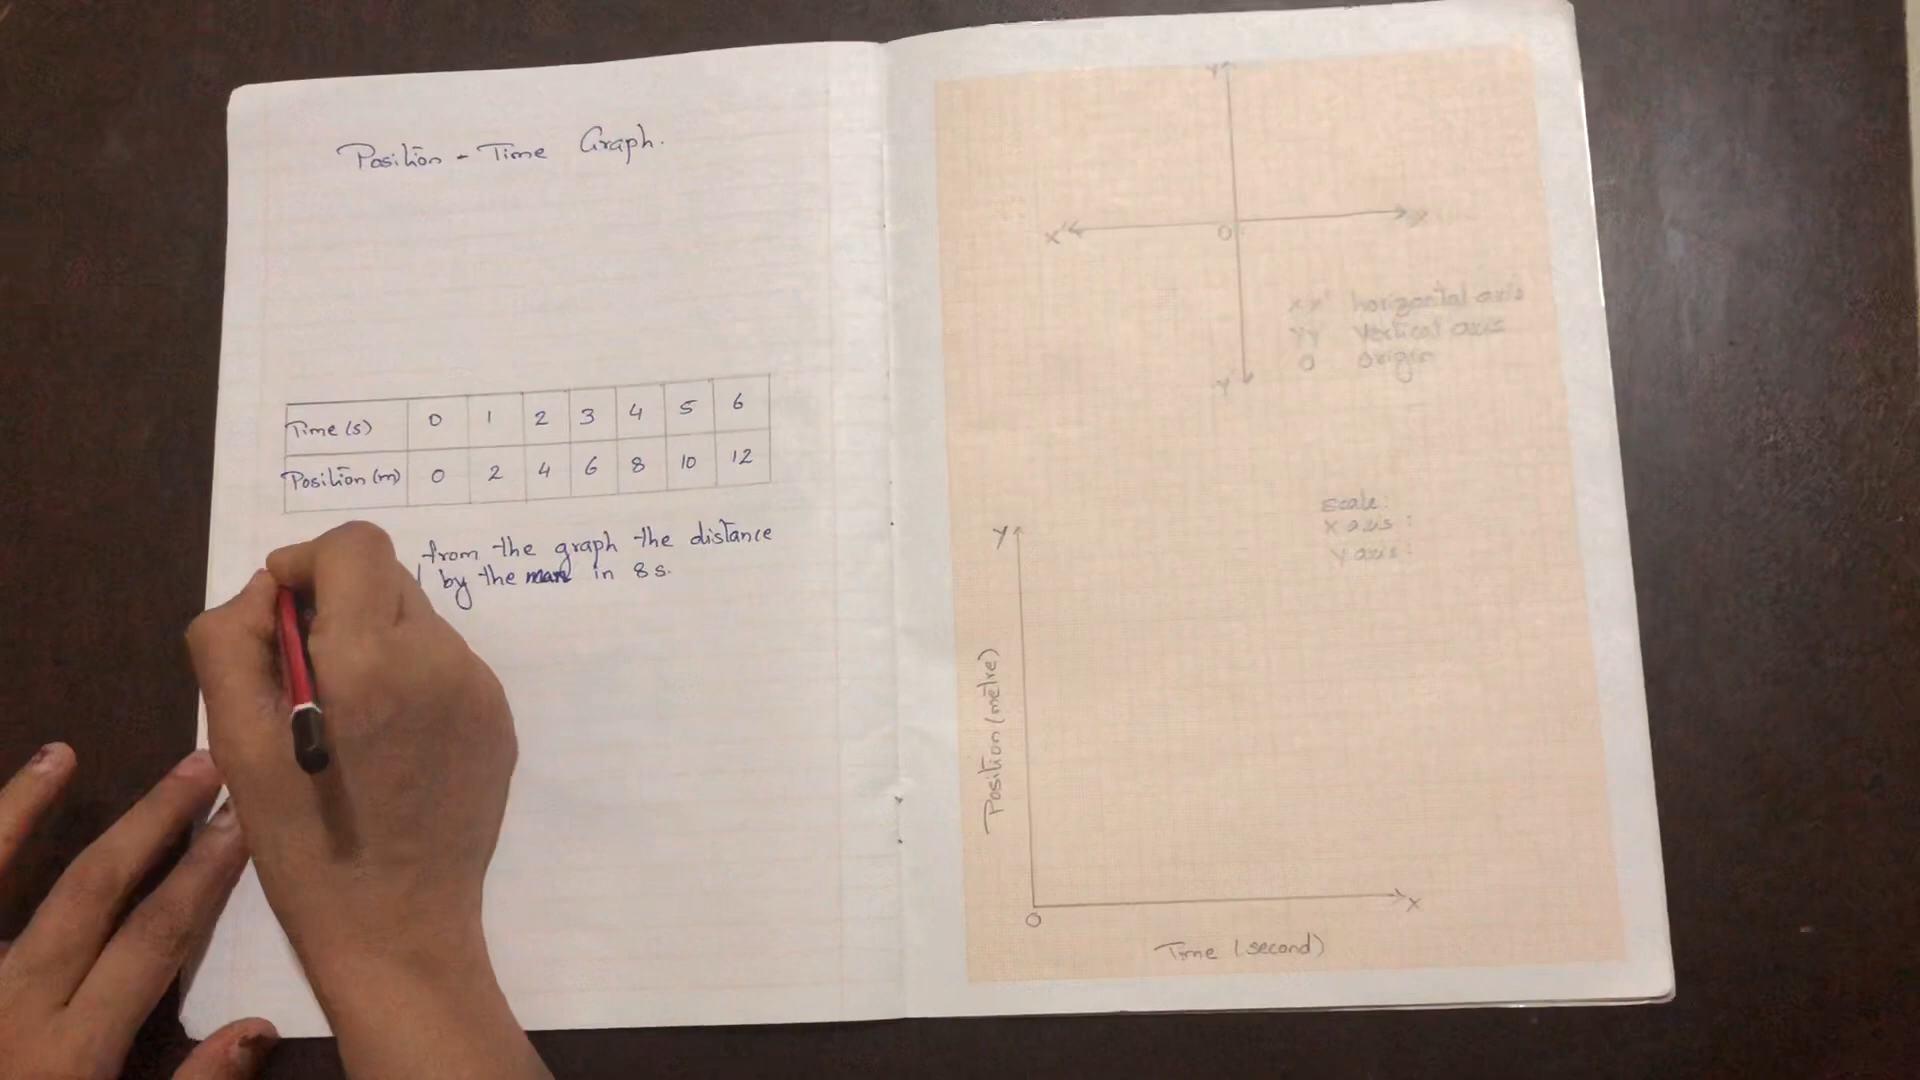 Position - Time Graph.
Time (s) 0 1 2 3 4 5 6
Position (m) 0 2 4 6 8 10 12
from the graph the distance
by the man in 8 s.
Y
X' O X
Y'
XX' horizontal axis
YY' Vertical axis
O origin
scale:
X axis :
Y axis :
Y
Position (metre)
O X
Time (second)